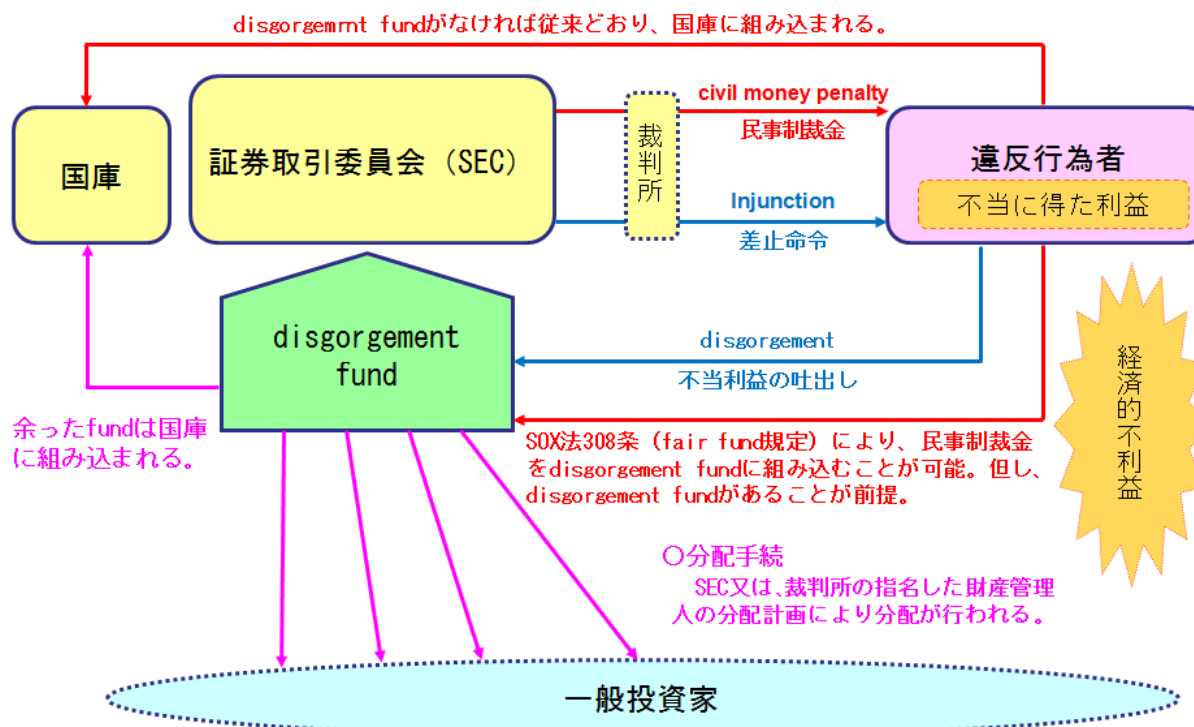 disgorgemrnt fundがなければ従来どおり、国庫に組み込まれる。
国庫
証券取引委員会（SEC）
裁判所
civil money penalty
民事制裁金
Injunction
差止命令
違反行為者
不当に得た利益
disgorgement
fund
disgorgement
不当利益の吐出し
経済的不利益
余ったfundは国庫
に組み込まれる。
SOX法308条（fair fund規定）により、民事制裁金
をdisgorgement fundに組み込むことが可能。但し、
disgorgement fundがあることが前提。
○分配手続
SEC又は、裁判所の指名した財産管理
人の分配計画により分配が行われる。
一般投資家